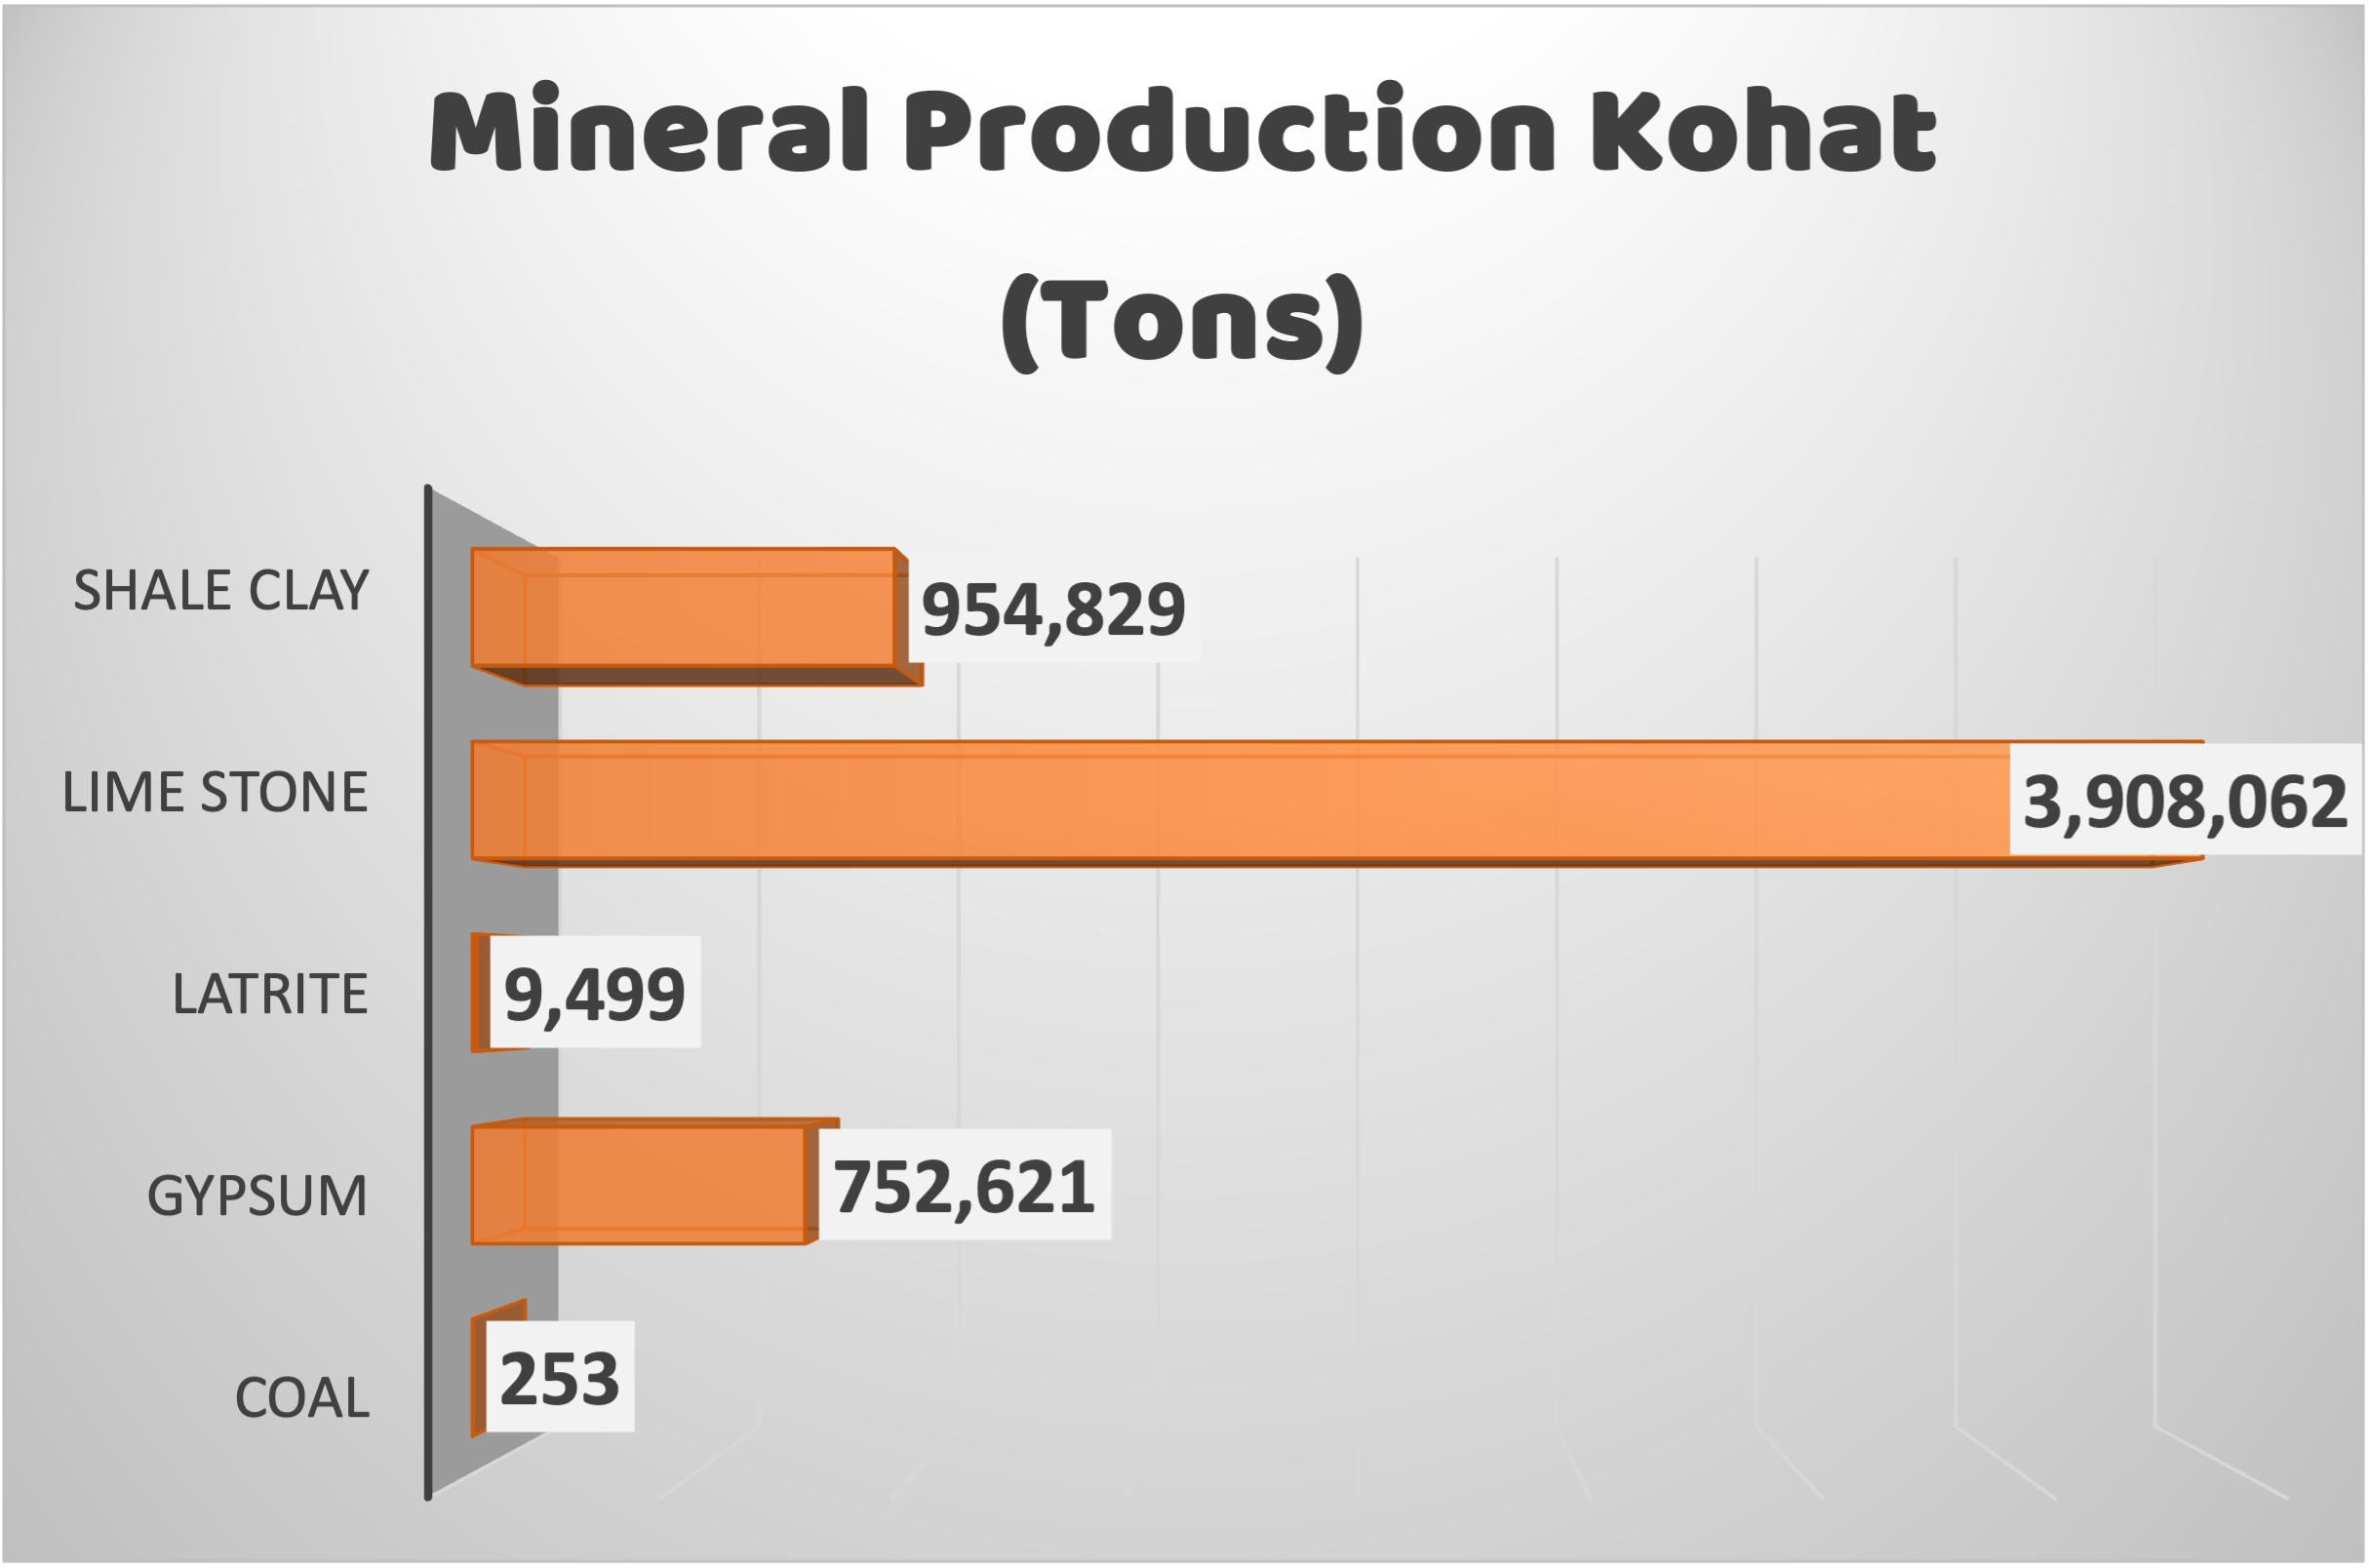 Mineral Production Kohat
(Tons)
SHALE CLAY
954,829
LIME STONE
3,908,062
LATRITE
9,499
GYPSUM
752,621
COAL
253